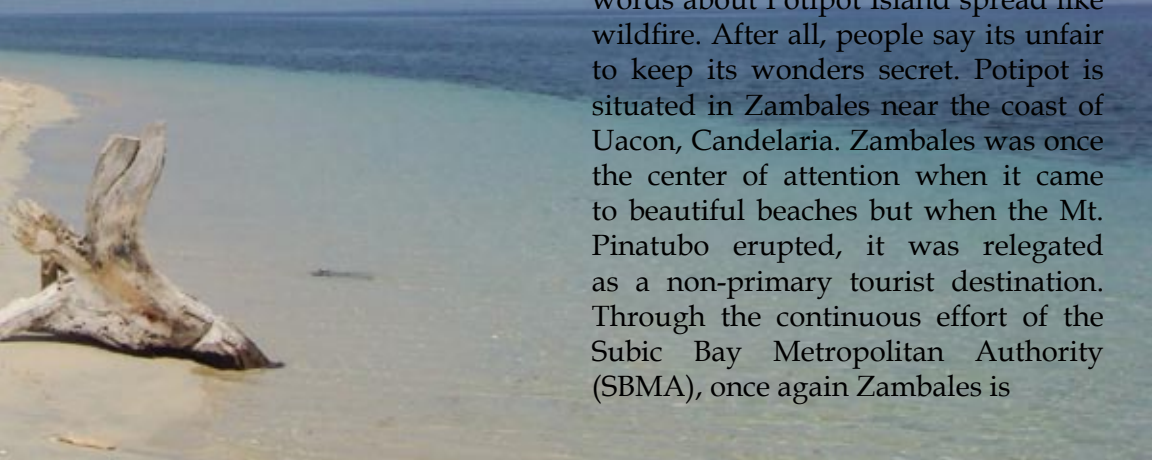 words about Potipot Island spread like
wildfire. After all, people say its unfair
to keep its wonders secret. Potipot is
situated in Zambales near the coast of
Uacon, Candelaria. Zambales was once
the center of attention when it came
to beautiful beaches but when the Mt.
Pinatubo erupted, it was relegated
as a non-primary tourist destination.
Through the continuous effort of the
Subic Bay Metropolitan Authority
(SBMA), once again Zambales is